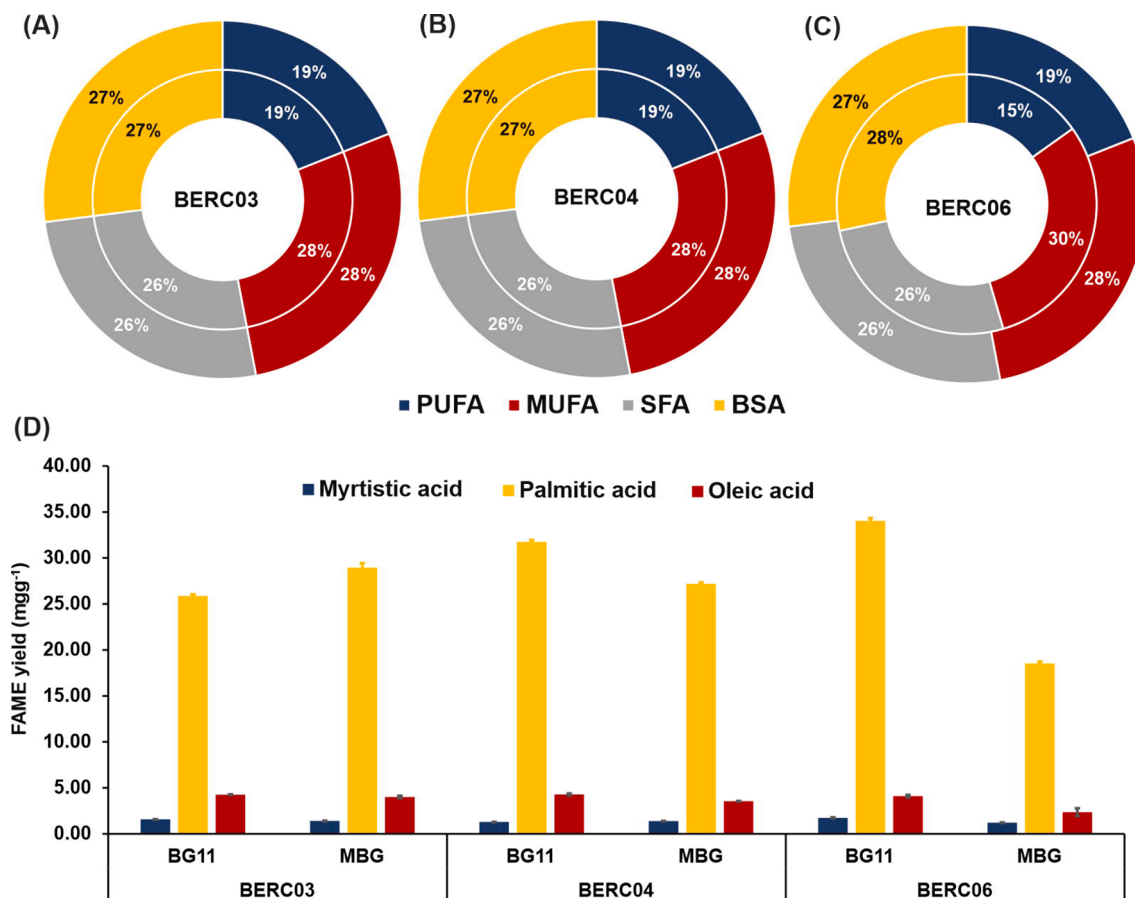 (A)
(B)
(C)
19%
19%
27%
27%
BERC03
28%
28%
26%
26%
19%
19%
27%
27%
BERC04
28%
28%
26%
26%
19%
15%
27%
28%
BERC06
30%
28%
26%
26%
PUFA MUFA SFA BSA
(D)
40.00
35.00
30.00
25.00
20.00
15.00
10.00
5.00
0.00
FAME yield (mgg⁻¹)
Myrtistic acid Palmitic acid Oleic acid
BG11 MBG BG11 MBG BG11 MBG
BERC03 BERC04 BERC06